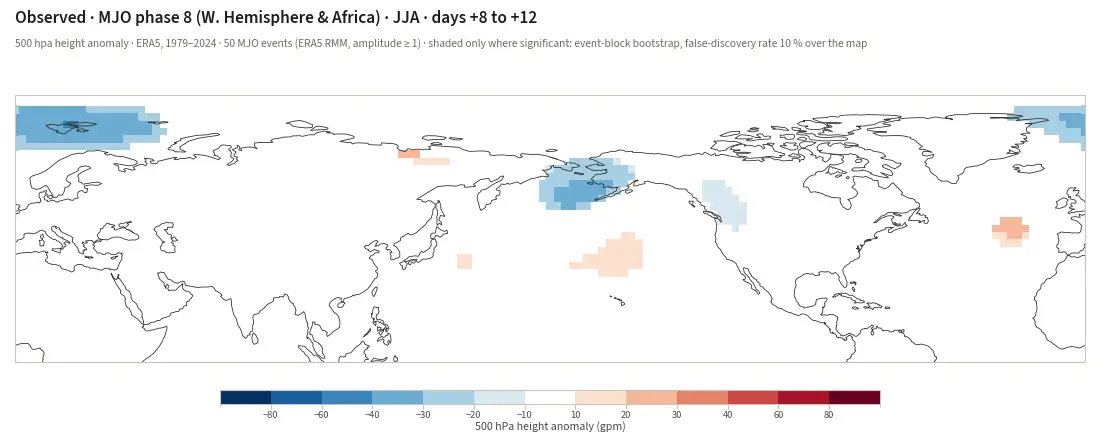 Observed · MJO phase 8 (W. Hemisphere & Africa) · JJA · days +8 to +12
500 hpa height anomaly · ERA5, 1979–2024 · 50 MJO events (ERA5 RMM, amplitude ≥ 1) · shaded only where significant: event-block bootstrap, false-discovery rate 10 % over the map
−80 −60 −40 −30 −20 −10 10 20 30 40 60 80
500 hPa height anomaly (gpm)